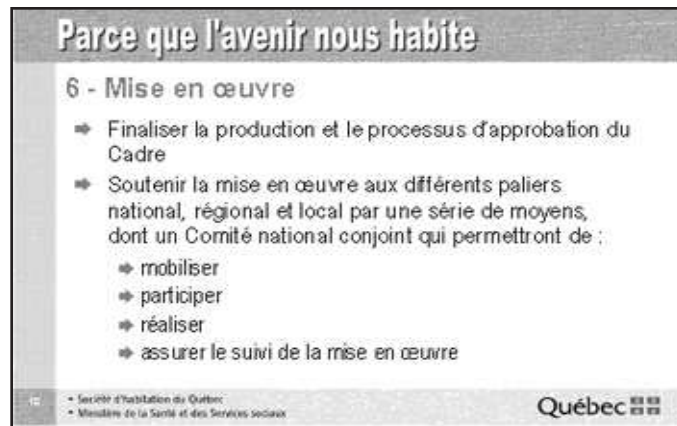 Parce que l'avenir nous habite
6 - Mise en œuvre
⇒ Finaliser la production et le processus d'approbation du
Cadre
⇒ Soutenir la mise en œuvre aux différents paliers
national, régional et local par une série de moyens,
dont un Comité national conjoint qui permettront de :
⇒ mobiliser
⇒ participer
⇒ réaliser
⇒ assurer le suivi de la mise en œuvre
• Société d'habitation du Québec
• Ministère de la Santé et des Services sociaux
Québec